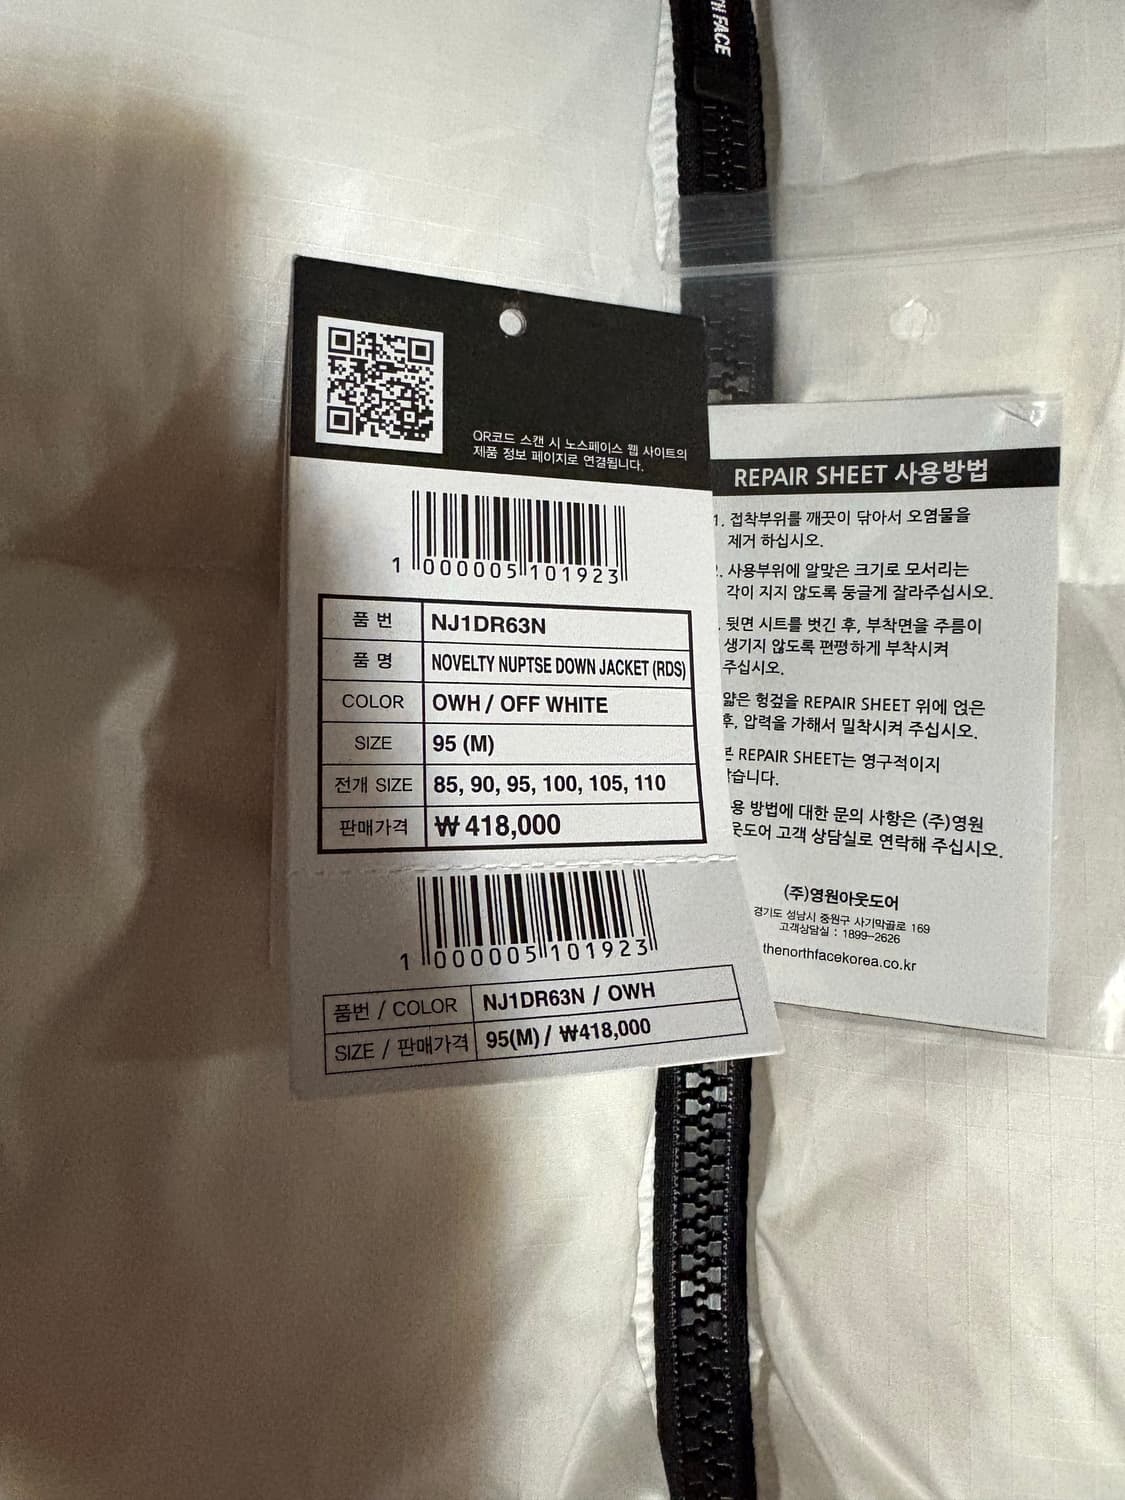 FACE
QR코드 스캔 시 노스페이스 웹 사이트의
제품 정보 페이지로 연결됩니다.
1 000005 101923
품 번 NJ1DR63N
품 명 NOVELTY NUPTSE DOWN JACKET (RDS)
COLOR OWH / OFF WHITE
SIZE 95 (M)
전개 SIZE 85, 90, 95, 100, 105, 110
판매가격 ₩ 418,000
1 000005 101923
품번 / COLOR NJ1DR63N / OWH
SIZE / 판매가격 95(M) / ₩418,000
REPAIR SHEET 사용방법
1. 접착부위를 깨끗이 닦아서 오염물을
제거 하십시오.
. 사용부위에 알맞은 크기로 모서리는
각이 지지 않도록 둥글게 잘라주십시오.
. 뒷면 시트를 벗긴 후, 부착면을 주름이
생기지 않도록 편평하게 부착시켜
주십시오.
얇은 헝겊을 REPAIR SHEET 위에 얹은
후, 압력을 가해서 밀착시켜 주십시오.
REPAIR SHEET는 영구적이지
습니다.
용 방법에 대한 문의 사항은 (주)영원
웃도어 고객 상담실로 연락해 주십시오.
(주)영원아웃도어
경기도 성남시 중원구 사기막골로 169
고객상담실 : 1899-2626
thenorthfacekorea.co.kr